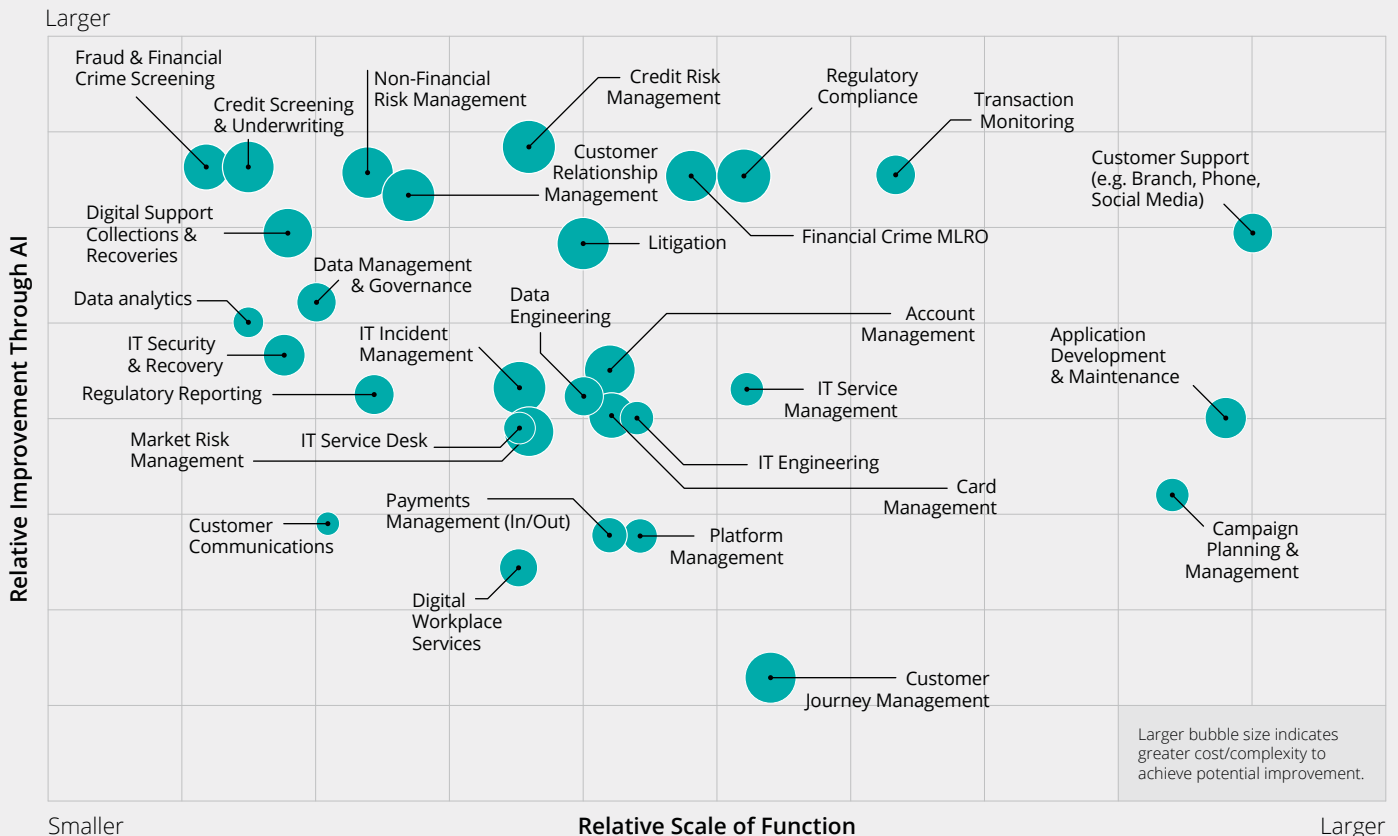 Larger
Fraud & Financial
Crime Screening
Credit Screening
& Underwriting
Non-Financial
Risk Management
Credit Risk
Management
Regulatory
Compliance
Transaction
Monitoring
Customer
Relationship
Management
Customer Support
(e.g. Branch, Phone,
Social Media)
Digital Support
Collections &
Recoveries
Litigation
Financial Crime MLRO
Data Management
& Governance
Data analytics
Data
Engineering
Account
Management
IT Security
& Recovery
IT Incident
Management
Application
Development
& Maintenance
Regulatory Reporting
IT Service
Management
Market Risk
Management
IT Service Desk
IT Engineering
Card
Management
Payments
Management (In/Out)
Customer
Communications
Platform
Management
Campaign
Planning &
Management
Digital
Workplace
Services
Customer
Journey Management
Larger bubble size indicates
greater cost/complexity to
achieve potential improvement.
Relative Improvement Through AI
Smaller
Relative Scale of Function
Larger